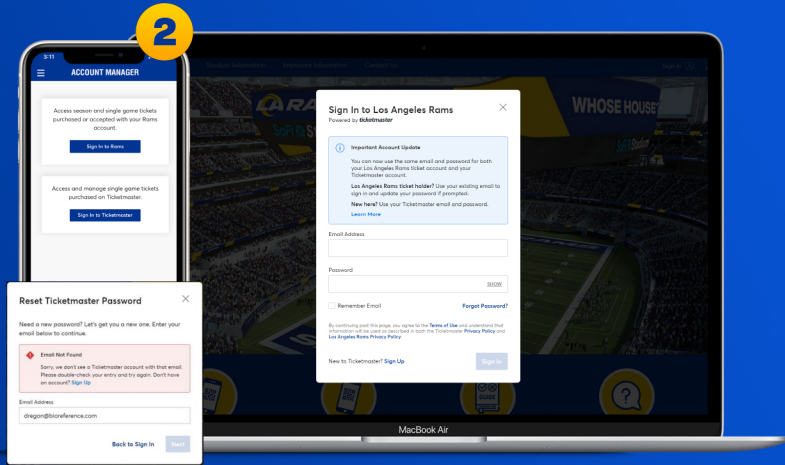 2
3:11
ACCOUNT MANAGER
Access season and single game tickets
purchased or accepted with your Rams
account.
Sign In to Rams
Access and manage single game tickets
purchased on Ticketmaster.
Sign In to Ticketmaster
Reset Ticketmaster Password
Need a new password? Let's get you a new one. Enter your
email below to continue.
Email Not Found
Sorry, we don't see a Ticketmaster account with that email.
Please double-check your entry and try again. Don't have
an account? Sign Up
Email Address
dregan@bioreference.com
Back to Sign In
Next
Important Information
Contact Us
Sign In
WHOSE HOUSE
SoFi Stadium
Sign In to Los Angeles Rams
Powered by ticketmaster
Important Account Update
You can now use the same email and password for both
your Los Angeles Rams ticket account and your
Ticketmaster account.
Los Angeles Rams ticket holder? Use your existing email to
sign in and update your password if prompted.
New here? Use your Ticketmaster email and password.
Learn More
Email Address
Password
SHOW
Remember Email
Forgot Password?
By continuing past this page, you agree to the Terms of Use and understand that
information will be used as described in both the Ticketmaster Privacy Policy and
Los Angeles Rams Privacy Policy.
New to Ticketmaster? Sign Up
Sign in
GUIDE
?
MacBook Air